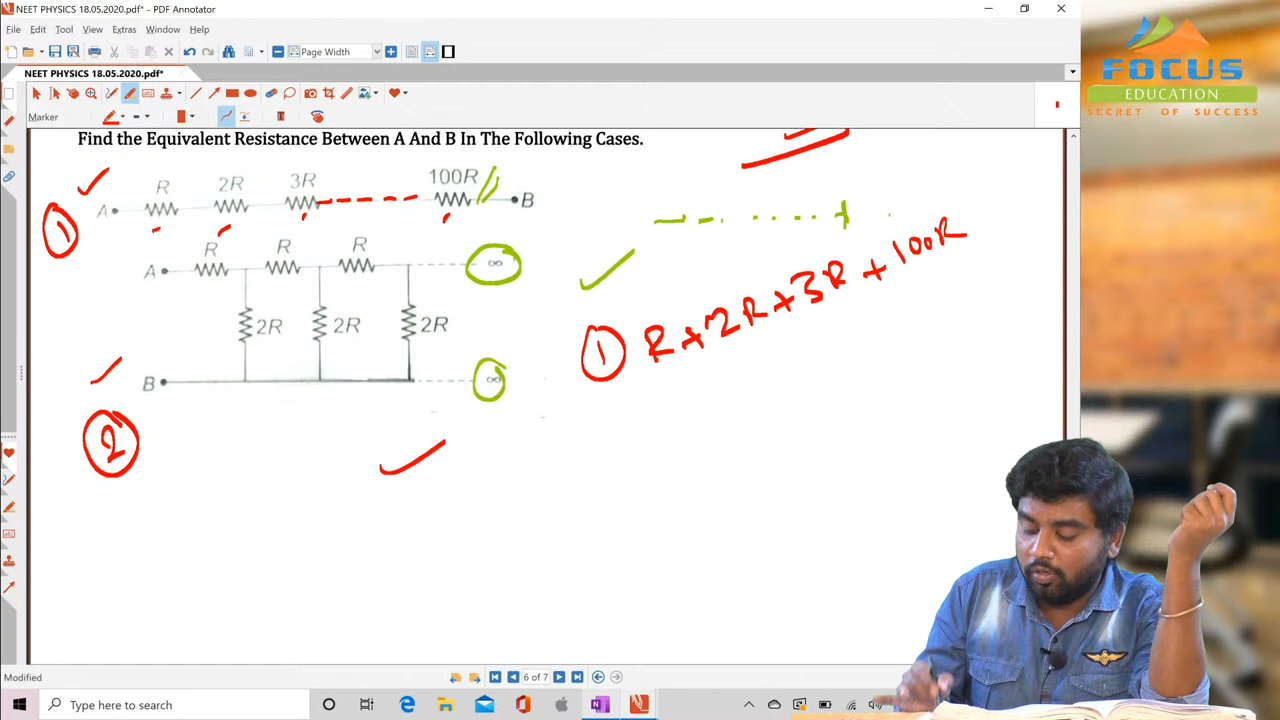 NEET PHYSICS 18.05.2020.pdf* - PDF Annotator
File Edit Tool View Extras Window Help
Page Width
NEET PHYSICS 18.05.2020.pdf*
Marker
FOCUS
EDUCATION
SECRET OF SUCCESS
Find the Equivalent Resistance Between A And B In The Following Cases.
R 2R 3R 100R
A B
1
R R R
A ∞
2R 2R 2R
B ∞
2
1 R+2R+3R+100R
Modified
6 of 7
Type here to search